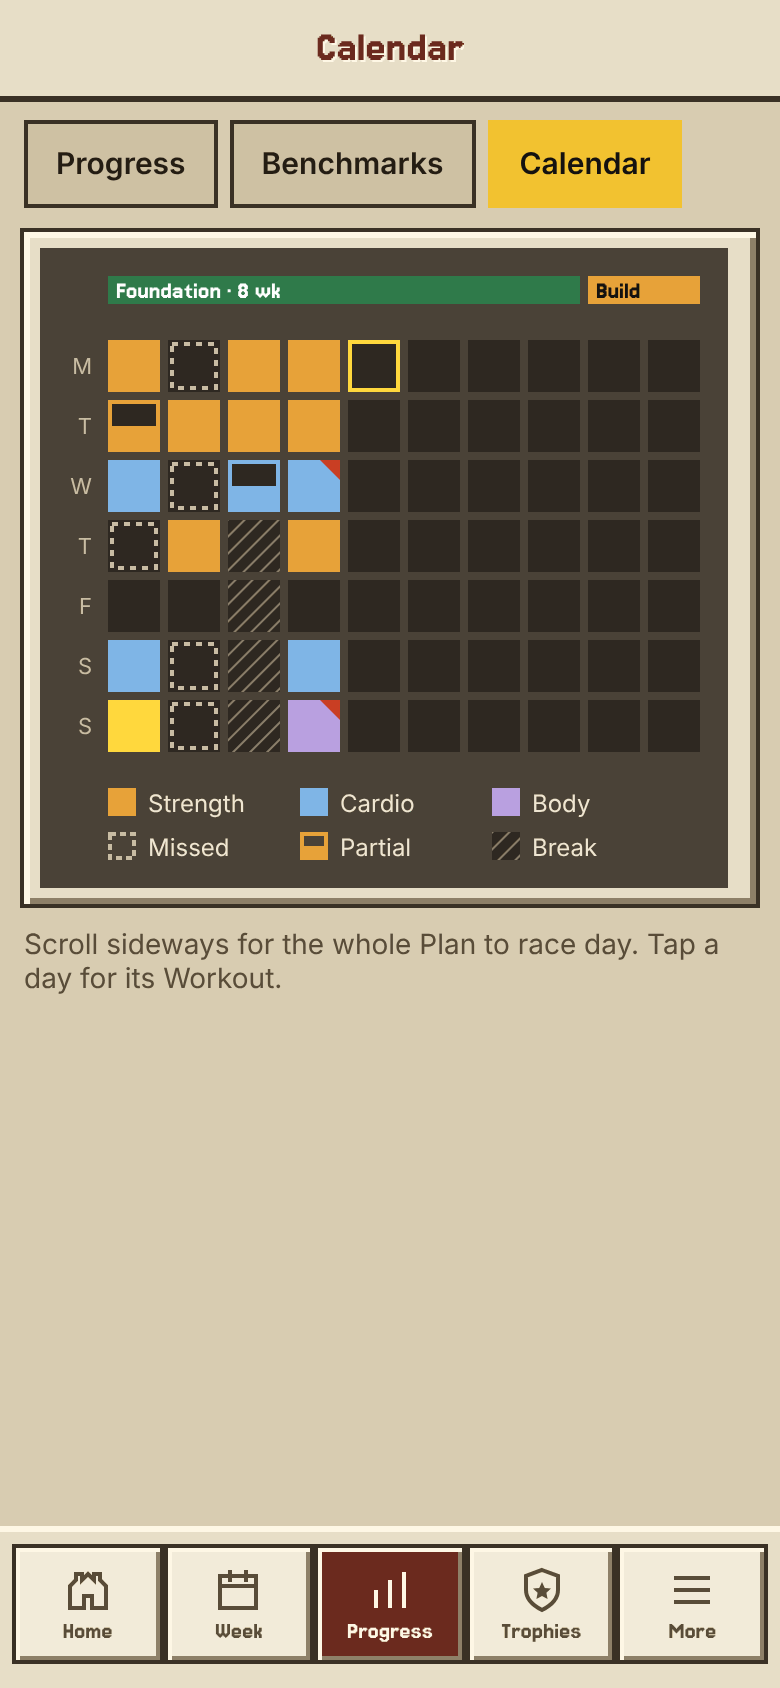 Calendar
Progress
Benchmarks
Calendar
Foundation · 8 wk
Build
M
T
W
T
F
S
S
Strength
Cardio
Body
Missed
Partial
Break
Scroll sideways for the whole Plan to race day. Tap a
day for its Workout.
Home
Week
Progress
Trophies
More